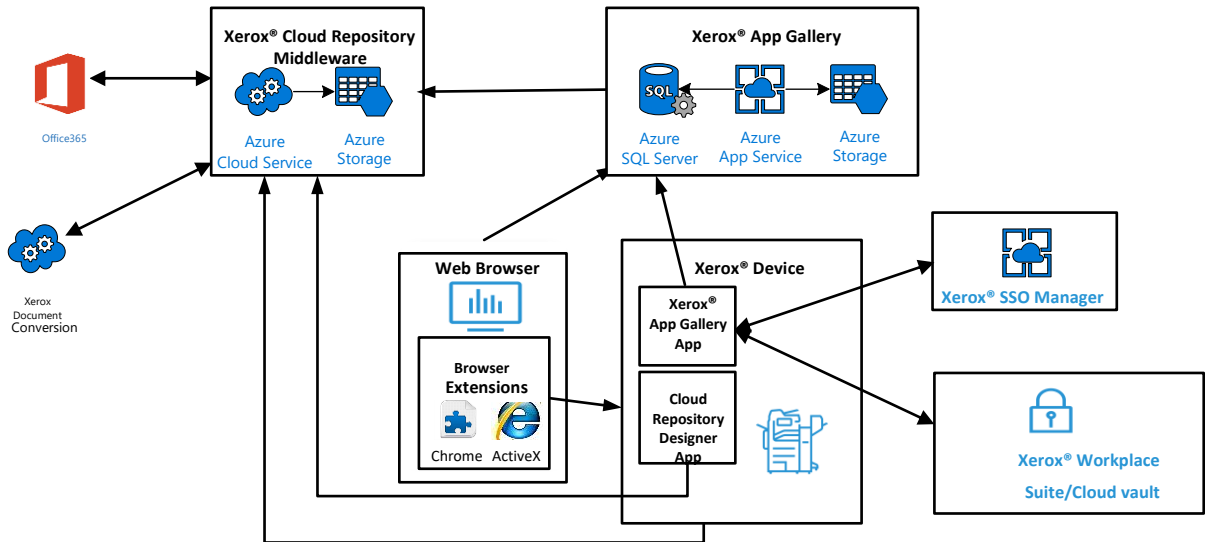 Xerox® Cloud Repository
Middleware
Azure
Cloud Service
Azure
Storage
Xerox® App Gallery
SQL
Azure
SQL Server
Azure
App Service
Azure
Storage
Office365
Xerox
Document
Conversion
Web Browser
Browser
Extensions
Chrome
ActiveX
Xerox® Device
Xerox®
App Gallery
App
Cloud
Repository
Designer
App
Xerox® SSO Manager
Xerox® Workplace
Suite/Cloud vault